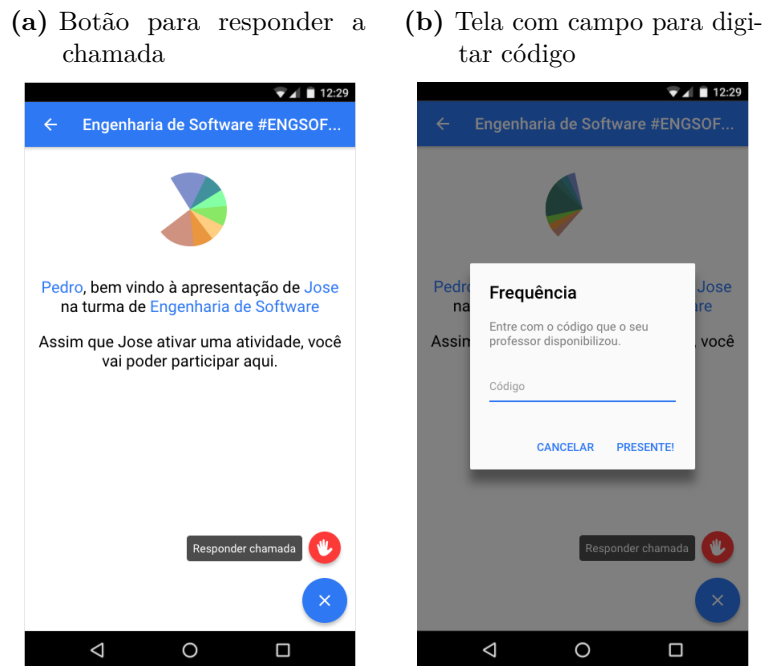 (a) Botão para responder a
chamada
(b) Tela com campo para digi-
tar código
12:29
Engenharia de Software #ENGSOF...
Pedro, bem vindo à apresentação de Jose
na turma de Engenharia de Software
Assim que Jose ativar uma atividade, você
vai poder participar aqui.
Responder chamada
12:29
Engenharia de Software #ENGSOF...
Pedro Jose
na are
Assim , você
Frequência
Entre com o código que o seu
professor disponibilizou.
Código
CANCELAR PRESENTE!
Responder chamada